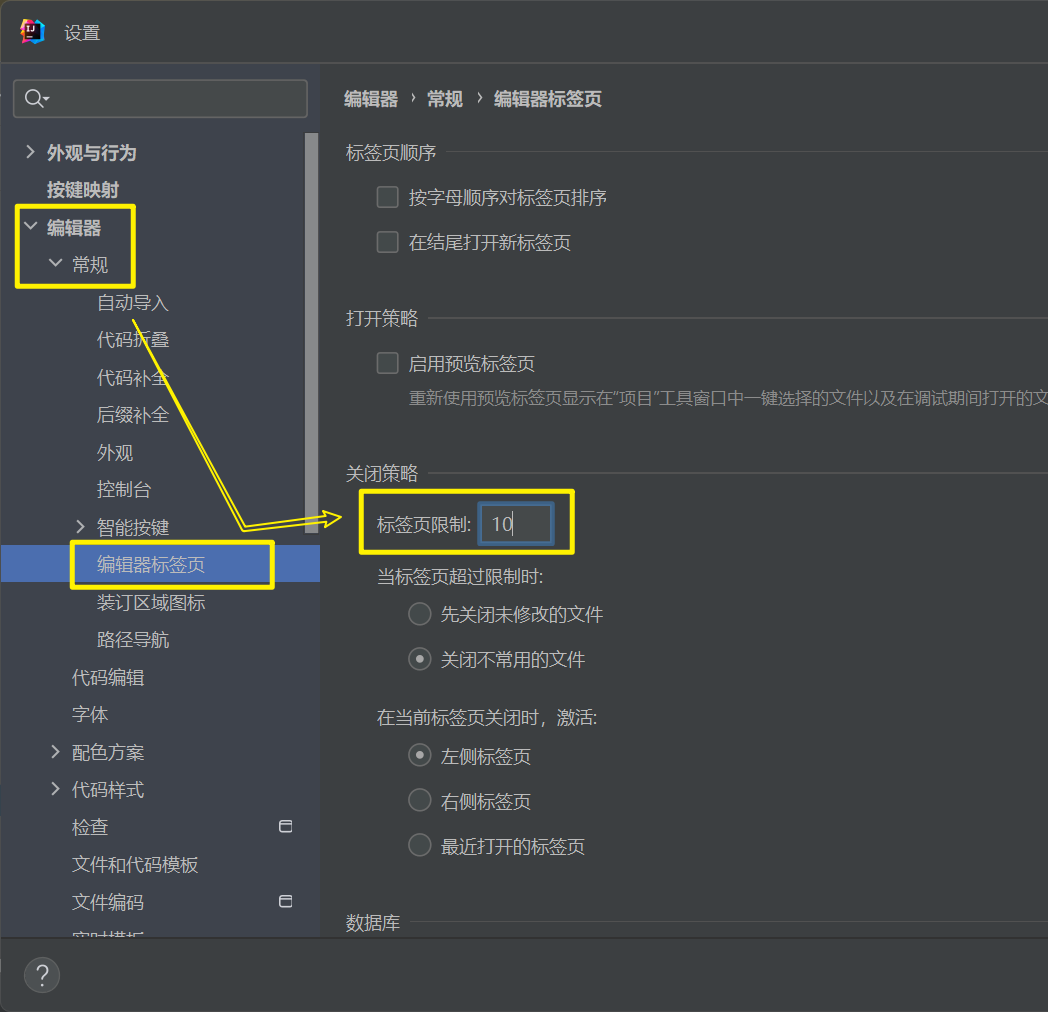 设置
外观与行为
按键映射
编辑器
常规
自动导入
代码折叠
代码补全
后缀补全
外观
控制台
智能按键
编辑器标签页
装订区域图标
路径导航
代码编辑
字体
配色方案
代码样式
检查
文件和代码模板
文件编码
实时模板
编辑器 › 常规 › 编辑器标签页
标签页顺序
按字母顺序对标签页排序
在结尾打开新标签页
打开策略
启用预览标签页
重新使用预览标签页显示在“项目”工具窗口中一键选择的文件以及在调试期间打开的文
关闭策略
标签页限制: 10
当标签页超过限制时:
先关闭未修改的文件
关闭不常用的文件
在当前标签页关闭时，激活:
左侧标签页
右侧标签页
最近打开的标签页
数据库
?